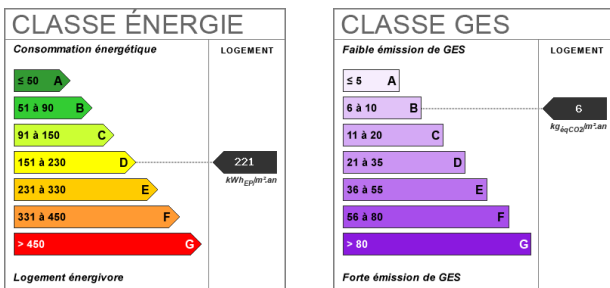 CLASSE ÉNERGIE
Consommation énergétique
LOGEMENT
≤ 50 A
51 à 90 B
91 à 150 C
151 à 230 D
221
kWhEP/m².an
231 à 330 E
331 à 450 F
> 450 G
Logement énergivore
CLASSE GES
Faible émission de GES
LOGEMENT
≤ 5 A
6 à 10 B
6
kgéqCO2/m².an
11 à 20 C
21 à 35 D
36 à 55 E
56 à 80 F
> 80 G
Forte émission de GES